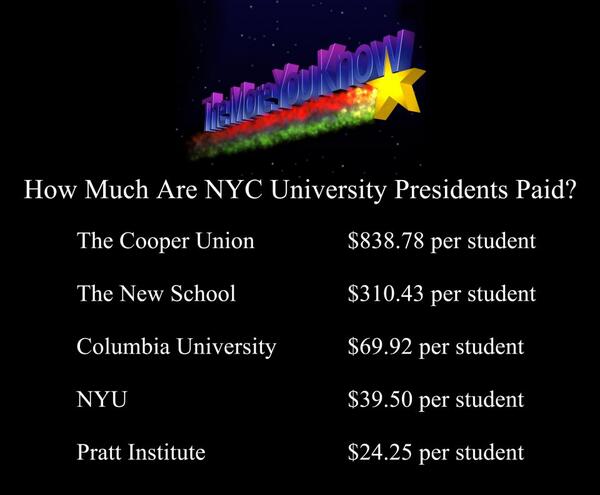 The More You Know
How Much Are NYC University Presidents Paid?
The Cooper Union $838.78 per student
The New School $310.43 per student
Columbia University $69.92 per student
NYU $39.50 per student
Pratt Institute $24.25 per student